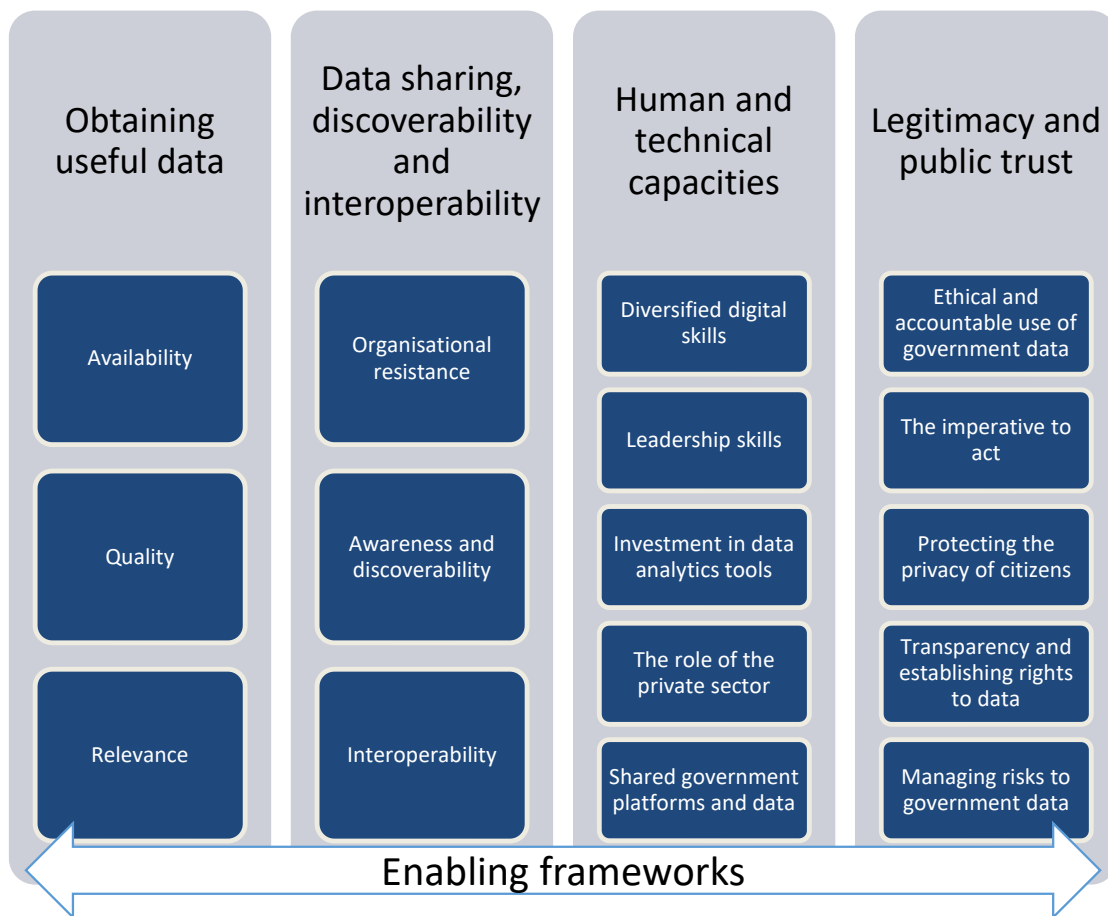 Obtaining
useful data
Availability
Quality
Relevance
Data sharing,
discoverability
and
interoperability
Organisational
resistance
Awareness and
discoverability
Interoperability
Human and
technical
capacities
Diversified digital
skills
Leadership skills
Investment in data
analytics tools
The role of the
private sector
Shared government
platforms and data
Legitimacy and
public trust
Ethical and
accountable use of
government data
The imperative to
act
Protecting the
privacy of citizens
Transparency and
establishing rights
to data
Managing risks to
government data
Enabling frameworks